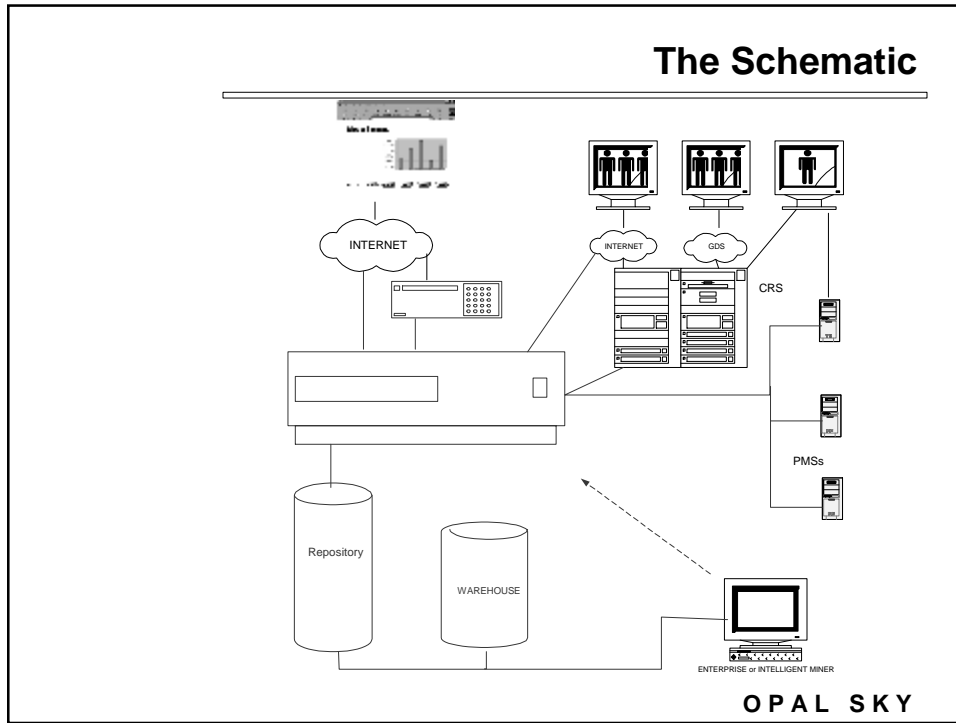 The Schematic
INTERNET
INTERNET
GDS
CRS
PMSs
Repository
WAREHOUSE
ENTERPRISE or INTELLIGENT MINER
OPAL SKY